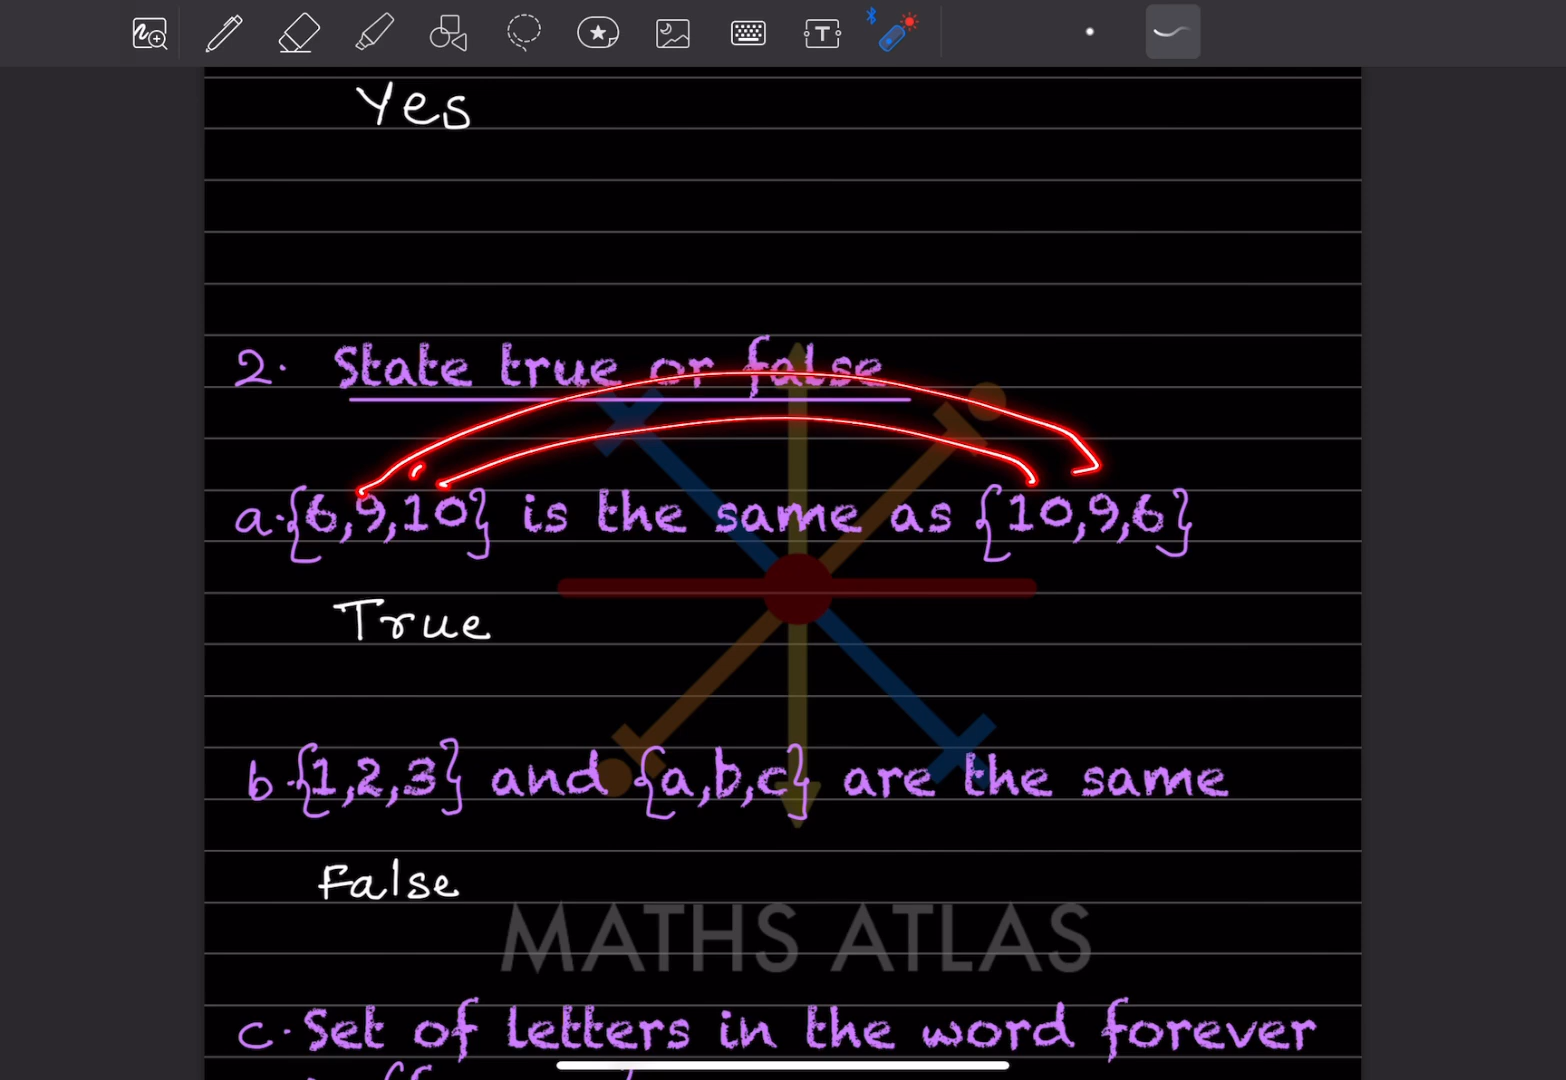 Yes
2. State true or false
a. {6,9,10} is the same as {10,9,6}
True
b. {1,2,3} and {a,b,c} are the same
False
MATHS ATLAS
c. Set of letters in the word forever